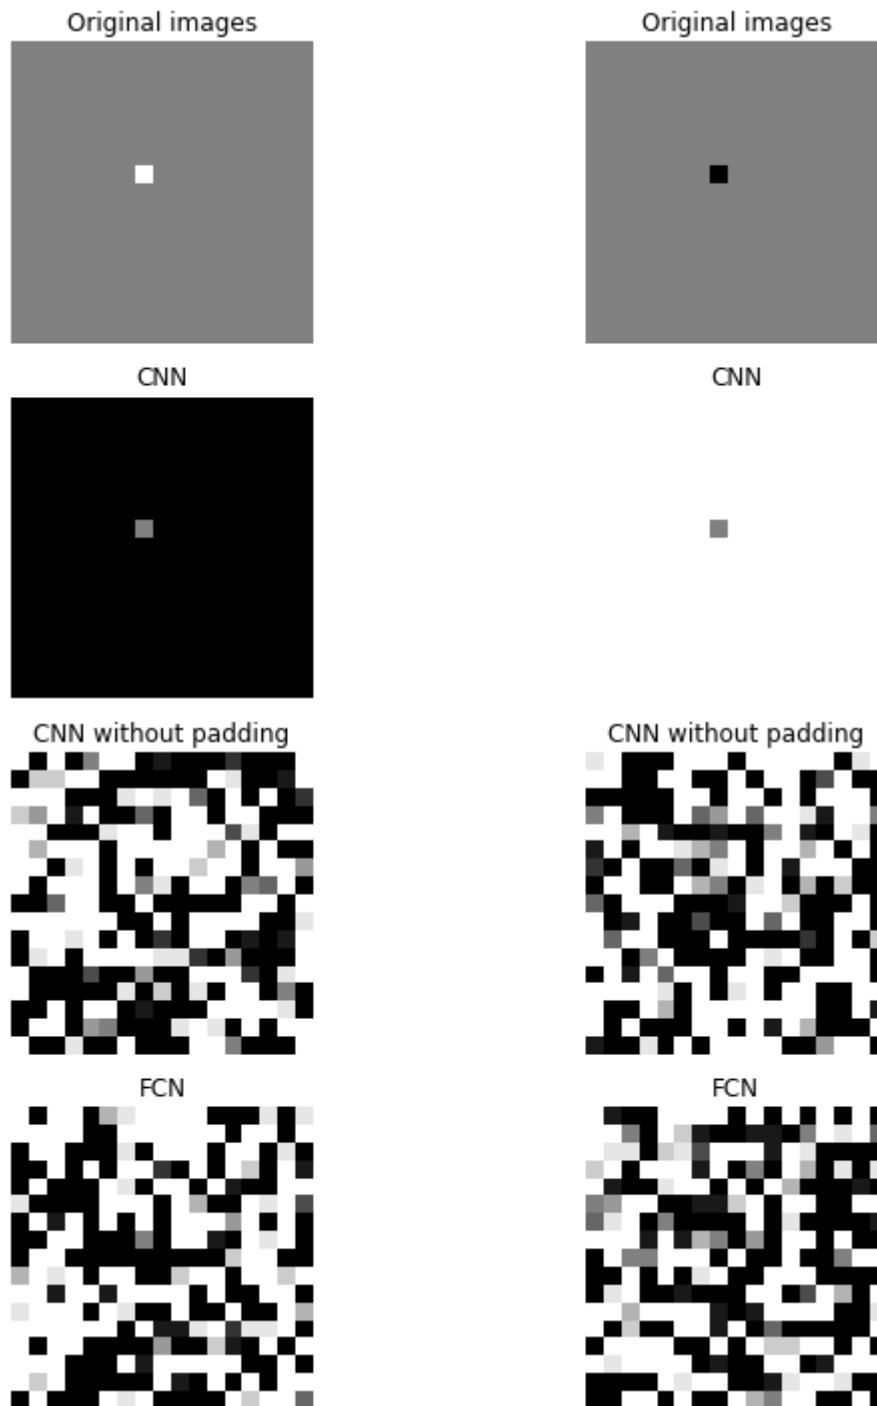 Original images
Original images
CNN
CNN
CNN without padding
CNN without padding
FCN
FCN